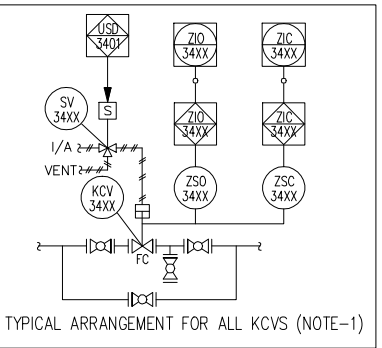 USD
3401
ZIO
34XX
ZIC
34XX
S
SV
34XX
ZIO
34XX
ZIC
34XX
I/A
VENT
KCV
34XX
ZSO
34XX
ZSC
34XX
FC
TYPICAL ARRANGEMENT FOR ALL KCVS (NOTE-1)